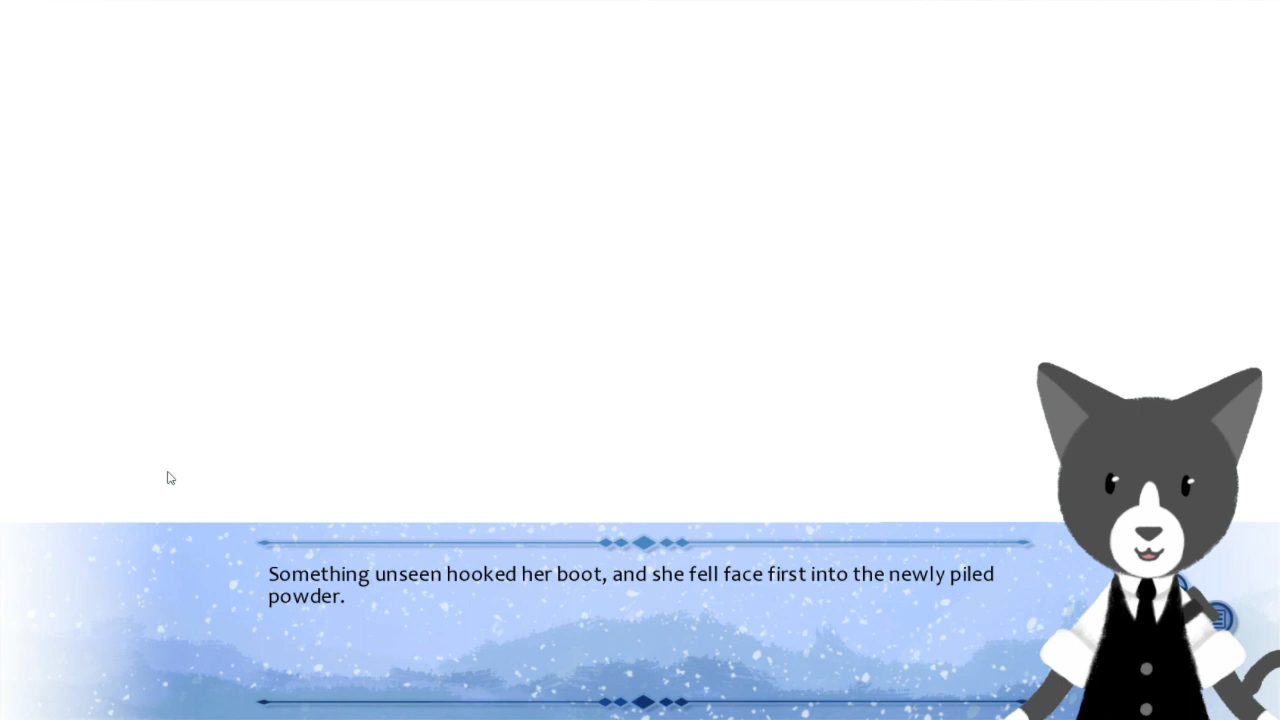 Something unseen hooked her boot, and she fell face first into the newly piled
powder.